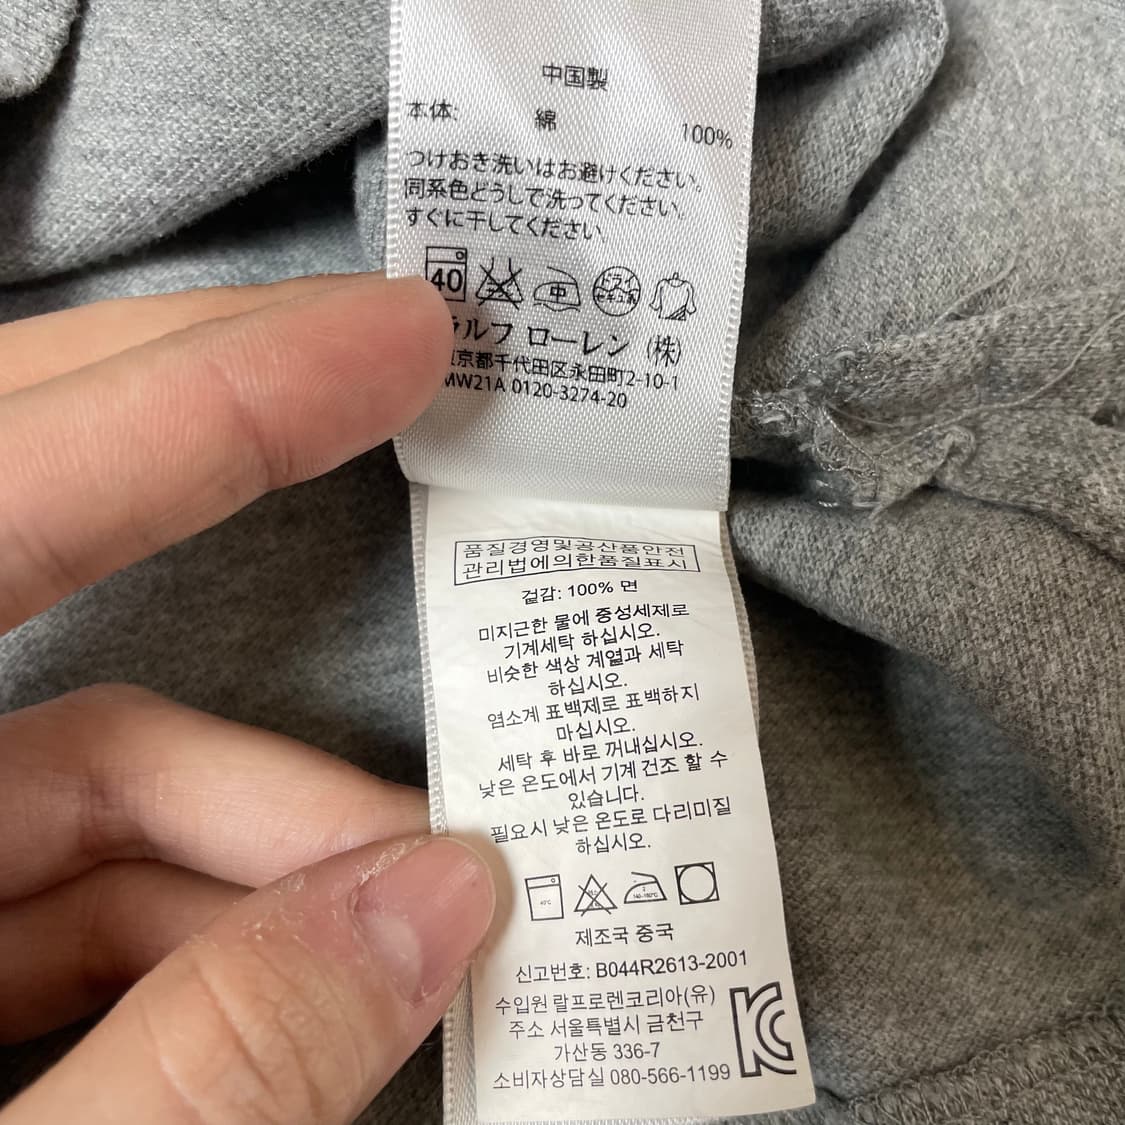 中国製
本体: 綿 100%
つけおき洗いはお避けください。
同系色どうしで洗ってください。
すぐに干してください。
40 中 ドライ
ラルフ ローレン (株)
京都千代田区永田町2-10-1
MW21A 0120-3274-20
품질경영및공산품안전
관리법에의한품질표시
겉감: 100% 면
미지근한 물에 중성세제로
기계세탁 하십시오.
비슷한 색상 계열과 세탁
하십시오.
염소계 표백제로 표백하지
마십시오.
세탁 후 바로 꺼내십시오.
낮은 온도에서 기계 건조 할 수
있습니다.
필요시 낮은 온도로 다리미질
하십시오.
40℃ 2 140-160℃
제조국 중국
신고번호: B044R2613-2001
수입원 랄프로렌코리아(유)
주소 서울특별시 금천구
가산동 336-7
소비자상담실 080-566-1199